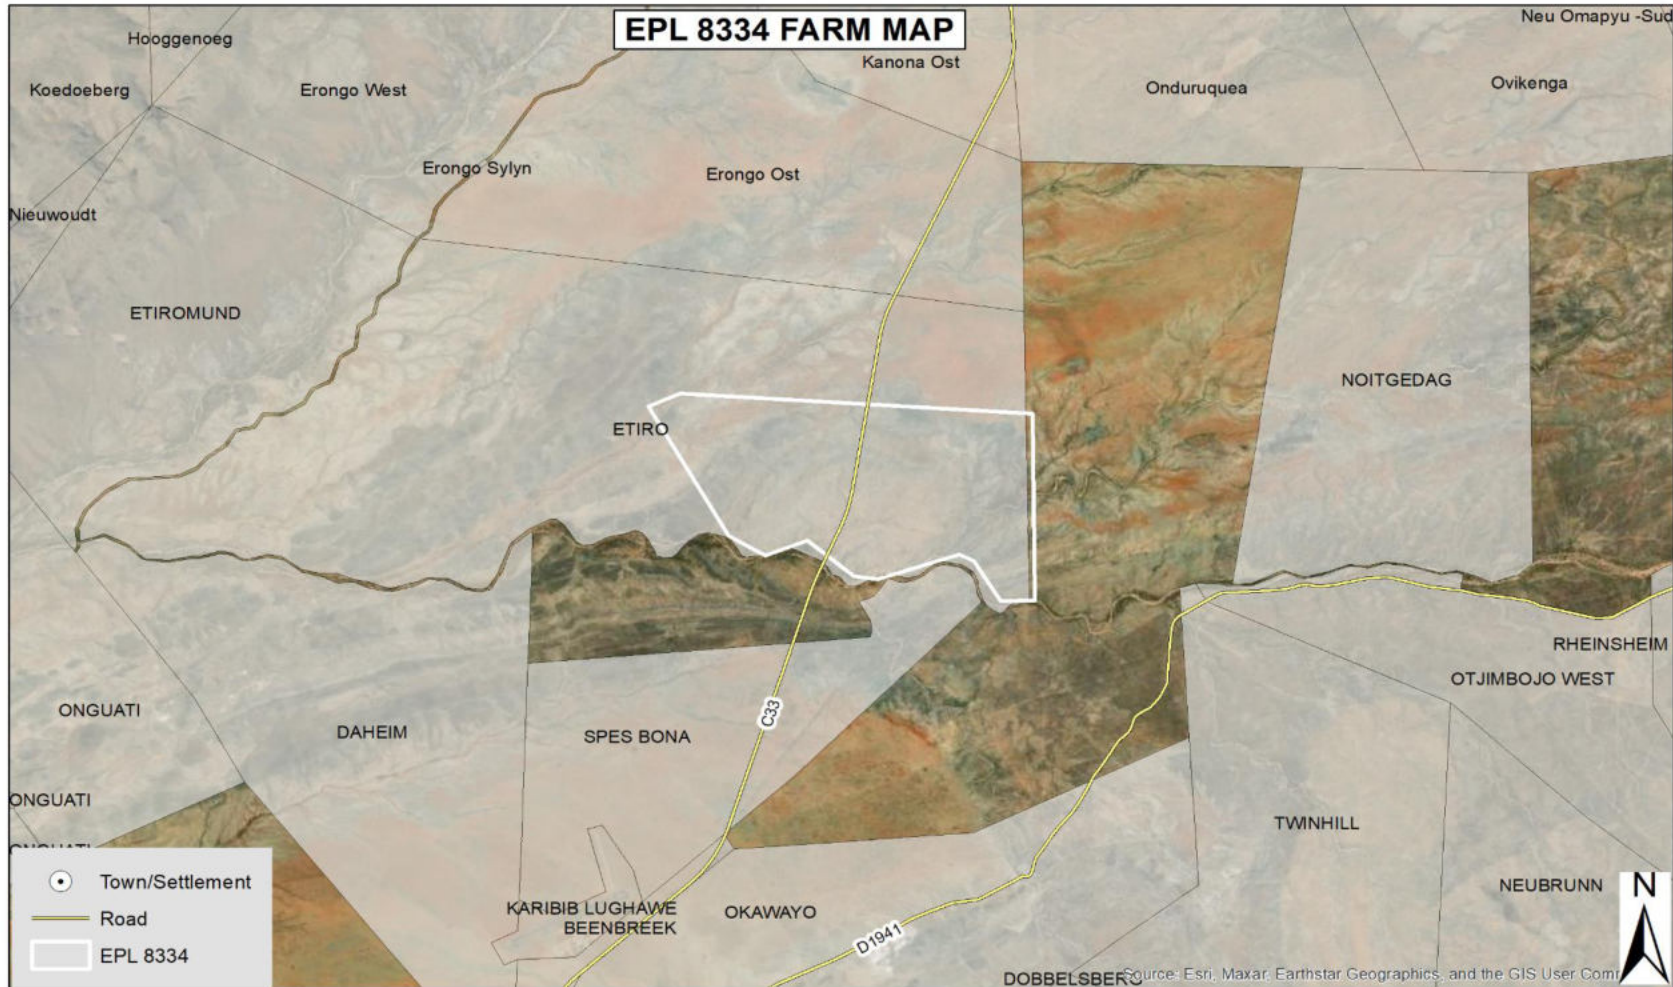 EPL 8334 FARM MAP
Neu Omapyu -Sud
Hooggenoeg
Kanona Ost
Koedoeberg
Erongo West
Onduruquea
Ovikenga
Erongo Sylyn
Erongo Ost
Nieuwoudt
ETIROMUND
NOITGEDAG
ETIRO
RHEINSHEIM
OTJIMBOJO WEST
ONGUATI
DAHEIM
SPES BONA
C33
ONGUATI
TWINHILL
ONGUATI
Town/Settlement
Road
EPL 8334
KARIBIB LUGHAWE
BEENBREEK
OKAWAYO
NEUBRUNN
N
D1941
DOBBELSBERG
Source: Esri, Maxar, Earthstar Geographics, and the GIS User Com